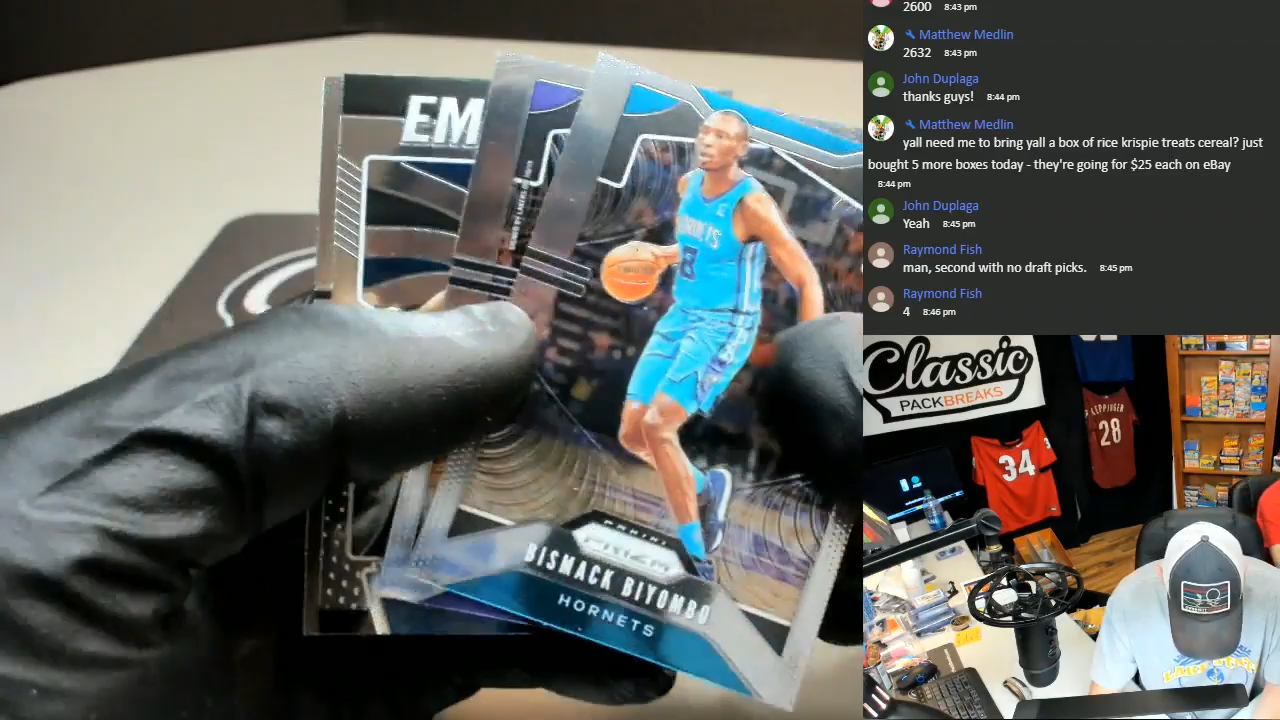 2600 8:43 pm
Matthew Medlin
2632 8:43 pm
John Duplaga
thanks guys! 8:44 pm
Matthew Medlin
yall need me to bring yall a box of rice krispie treats cereal? just
bought 5 more boxes today - they're going for $25 each on eBay
8:44 pm
John Duplaga
Yeah 8:45 pm
Raymond Fish
man, second with no draft picks. 8:45 pm
Raymond Fish
4 8:46 pm
EM
8
PANINI
PRIZM
BISMACK BIYOMBO
HORNETS
Classic
PACKBREAKS
34
KEPPINGER
28